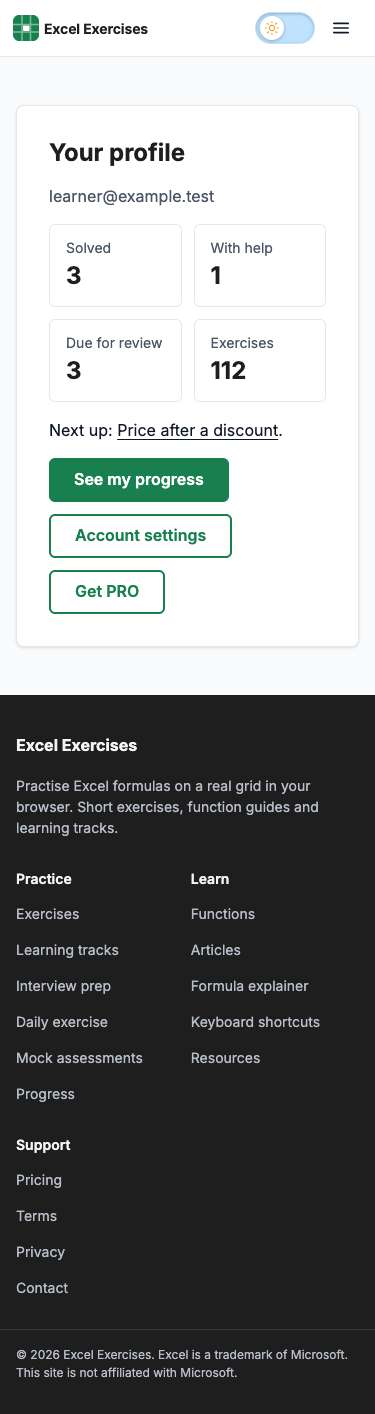 Excel Exercises
Your profile
learner@example.test
Solved
3
With help
1
Due for review
3
Exercises
112
Next up: Price after a discount.
See my progress
Account settings
Get PRO
Excel Exercises
Practise Excel formulas on a real grid in your
browser. Short exercises, function guides and
learning tracks.
Practice
Exercises
Learning tracks
Interview prep
Daily exercise
Mock assessments
Progress
Learn
Functions
Articles
Formula explainer
Keyboard shortcuts
Resources
Support
Pricing
Terms
Privacy
Contact
© 2026 Excel Exercises. Excel is a trademark of Microsoft.
This site is not affiliated with Microsoft.